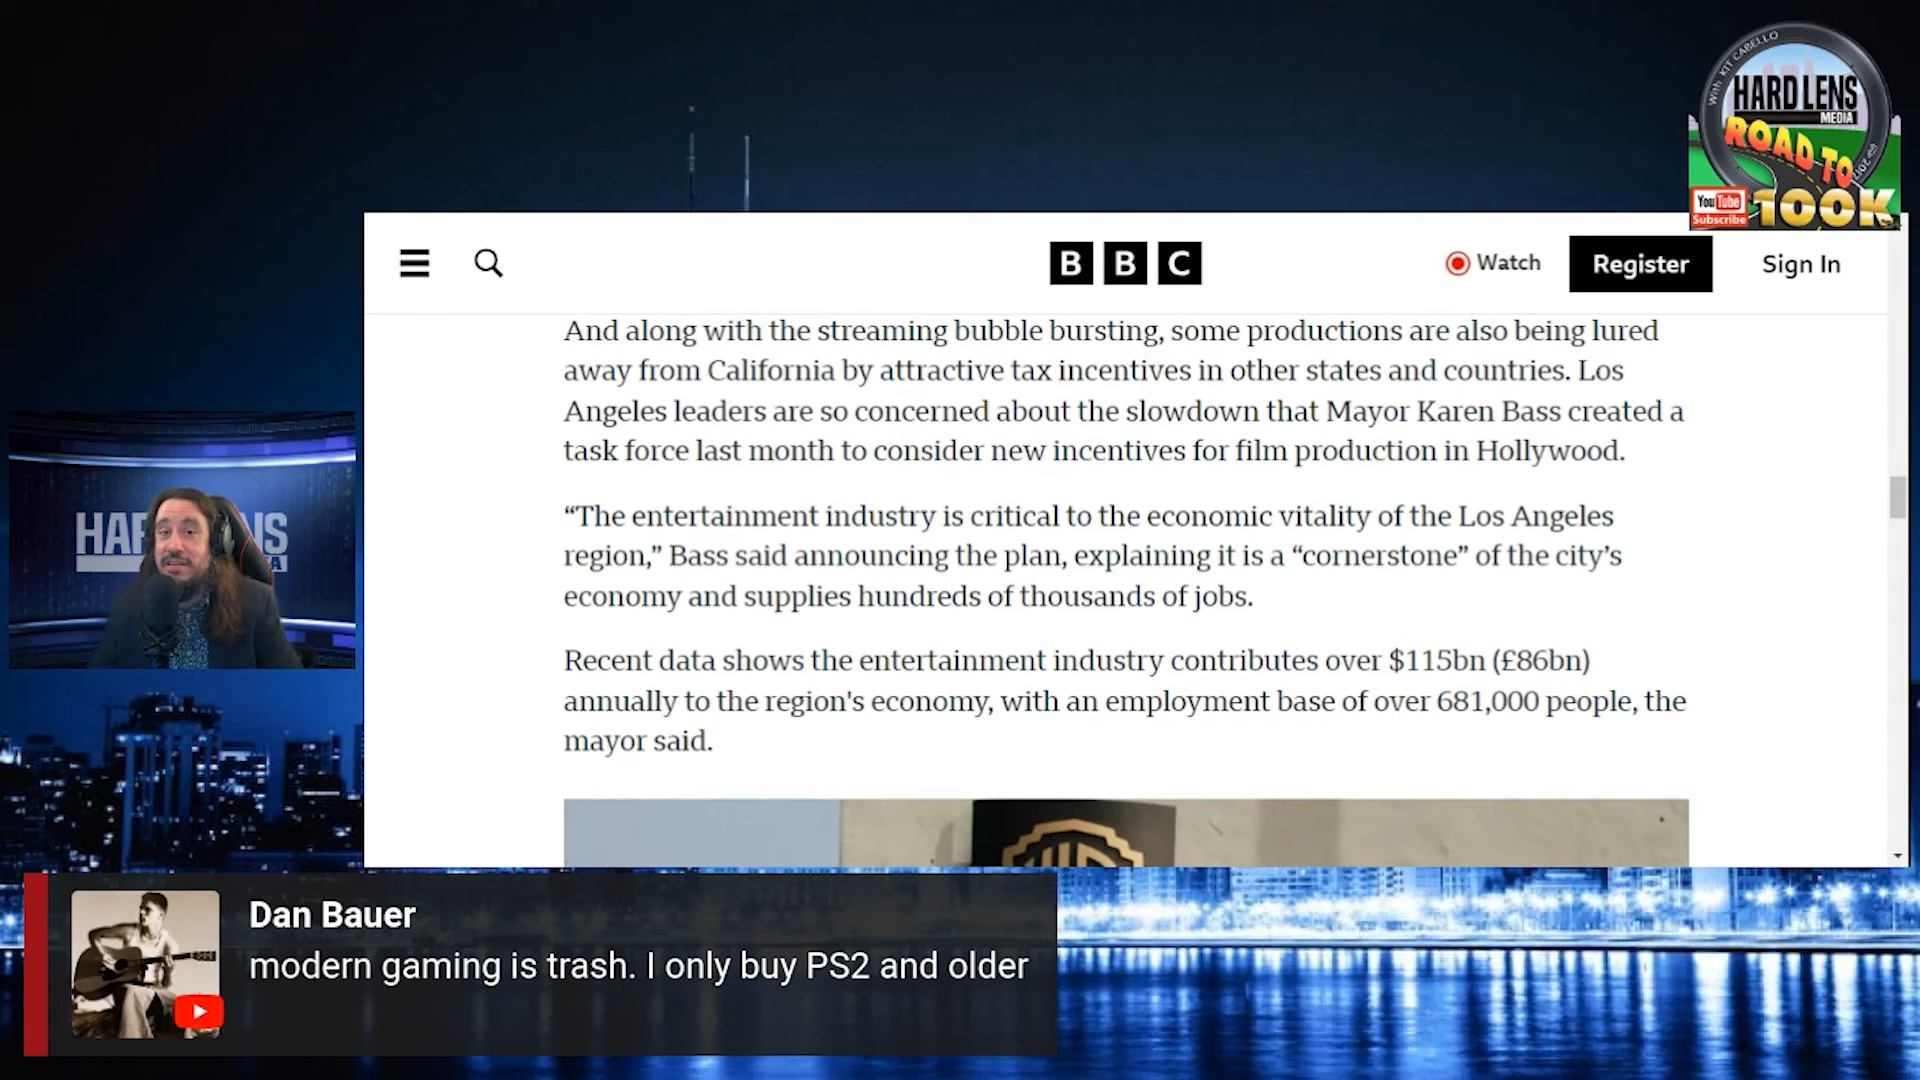 With KIT CABELLO
HARD LENS
MEDIA
ROAD TO
100K
YouTube
Subscribe
BBC
Watch
Register
Sign In
And along with the streaming bubble bursting, some productions are also being lured
away from California by attractive tax incentives in other states and countries. Los
Angeles leaders are so concerned about the slowdown that Mayor Karen Bass created a
task force last month to consider new incentives for film production in Hollywood.
“The entertainment industry is critical to the economic vitality of the Los Angeles
region,” Bass said announcing the plan, explaining it is a “cornerstone” of the city’s
economy and supplies hundreds of thousands of jobs.
Recent data shows the entertainment industry contributes over $115bn (£86bn)
annually to the region's economy, with an employment base of over 681,000 people, the
mayor said.
Dan Bauer
modern gaming is trash. I only buy PS2 and older